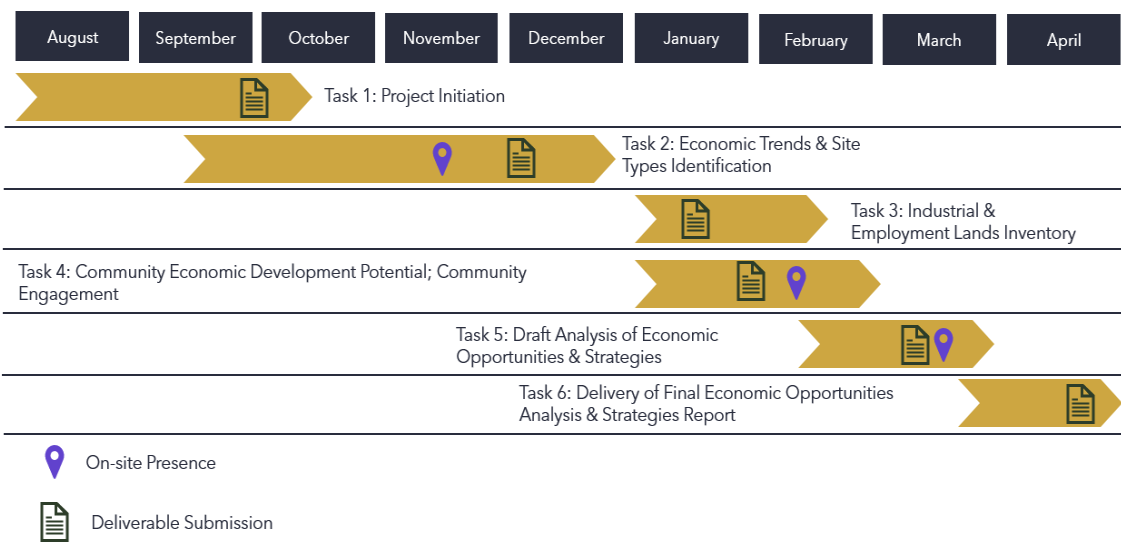 August
September
October
November
December
January
February
March
April
Task 1: Project Initiation
Task 2: Economic Trends & Site
Types Identification
Task 3: Industrial &
Employment Lands Inventory
Task 4: Community Economic Development Potential; Community
Engagement
Task 5: Draft Analysis of Economic
Opportunities & Strategies
Task 6: Delivery of Final Economic Opportunities
Analysis & Strategies Report
On-site Presence
Deliverable Submission